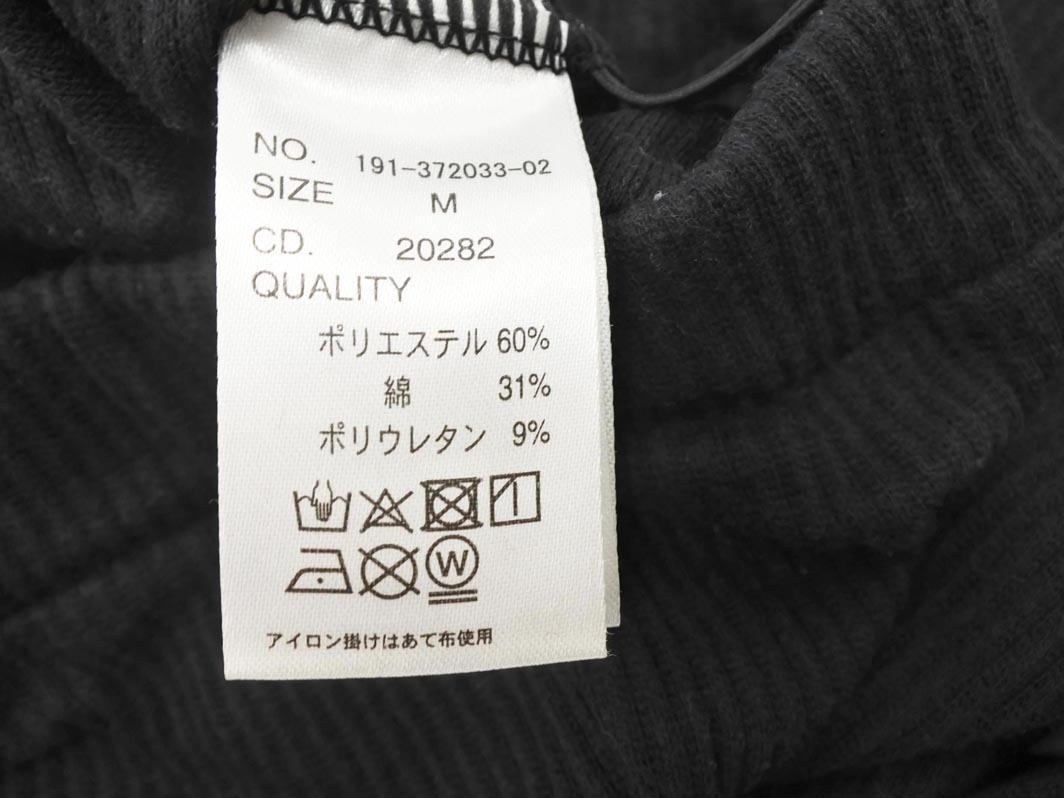 NO. 191-372033-02
SIZE M
CD. 20282
QUALITY
ポリエステル 60%
綿 31%
ポリウレタン 9%
W
アイロン掛けはあて布使用